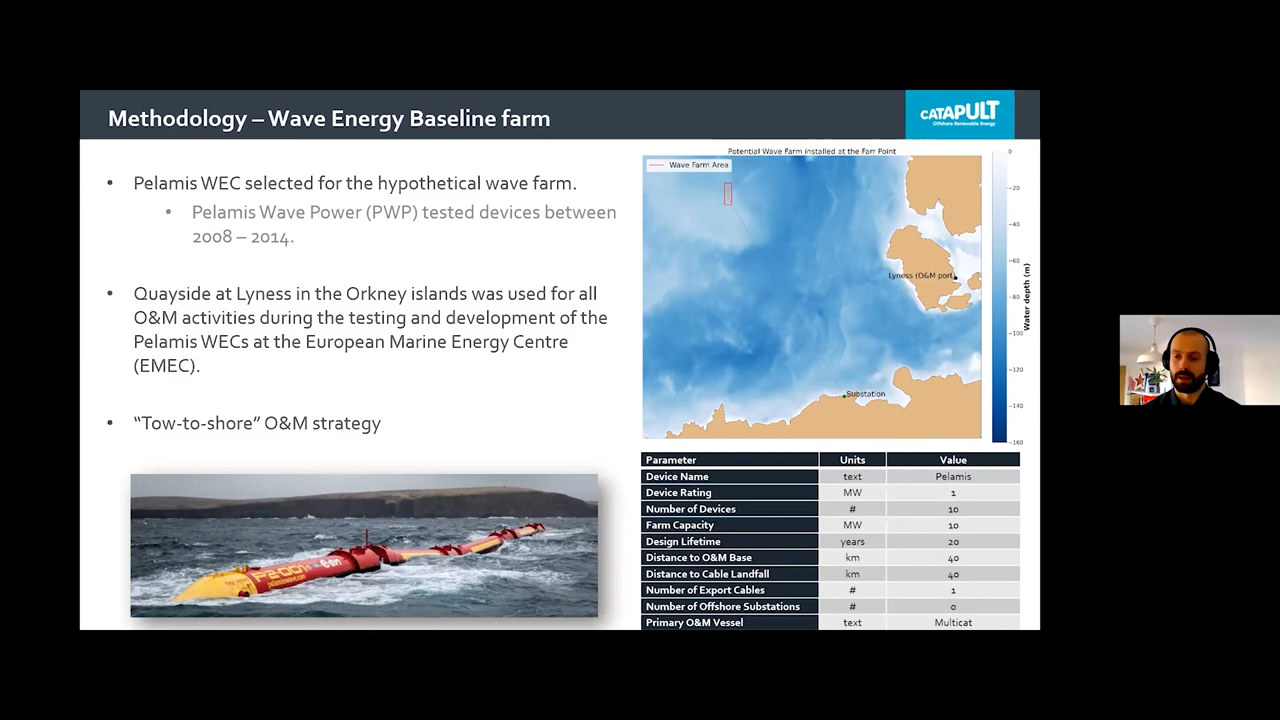 Methodology – Wave Energy Baseline farm
CATAPULT
Offshore Renewable Energy
• Pelamis WEC selected for the hypothetical wave farm.
• Pelamis Wave Power (PWP) tested devices between
2008 – 2014.
• Quayside at Lyness in the Orkney islands was used for all
O&M activities during the testing and development of the
Pelamis WECs at the European Marine Energy Centre
(EMEC).
• “Tow-to-shore” O&M strategy
P2001 e·on
pelamiswave.com
Potential Wave Farm installed at the Farr Point
Wave Farm Area
Lyness (O&M port)
Substation
0
−20
−40
−60
−80
−100
−120
−140
−160
Water depth (m)
Parameter Units Value
Device Name text Pelamis
Device Rating MW 1
Number of Devices # 10
Farm Capacity MW 10
Design Lifetime years 20
Distance to O&M Base km 40
Distance to Cable Landfall km 40
Number of Export Cables # 1
Number of Offshore Substations # 0
Primary O&M Vessel text Multicat